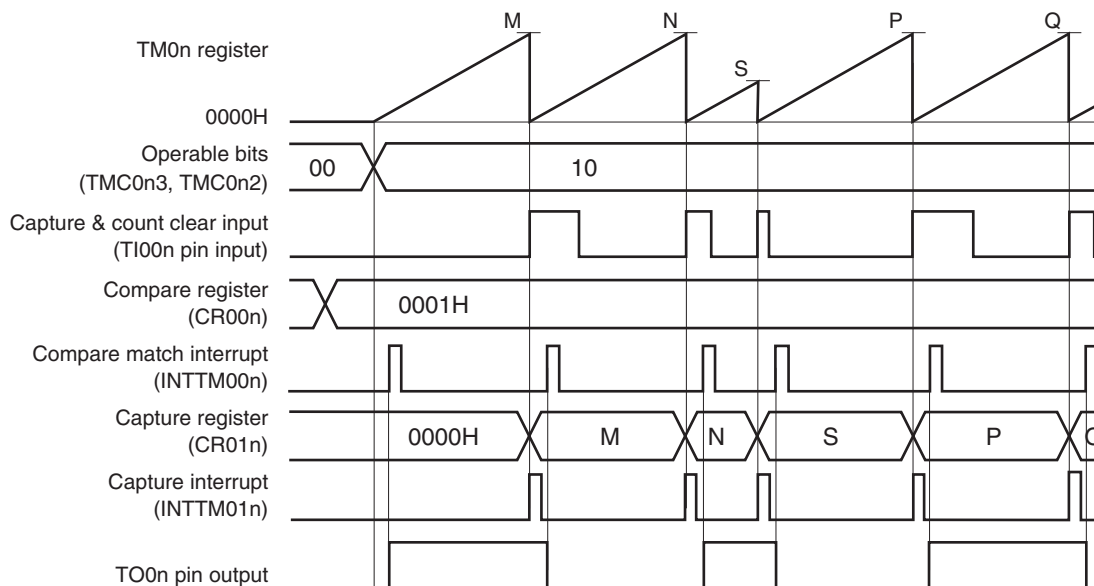 M N S P Q
TM0n register
0000H
Operable bits
(TMC0n3, TMC0n2)
00 10
Capture & count clear input
(TI00n pin input)
Compare register
(CR00n)
0001H
Compare match interrupt
(INTTM00n)
Capture register
(CR01n)
0000H M N S P
Capture interrupt
(INTTM01n)
TO0n pin output